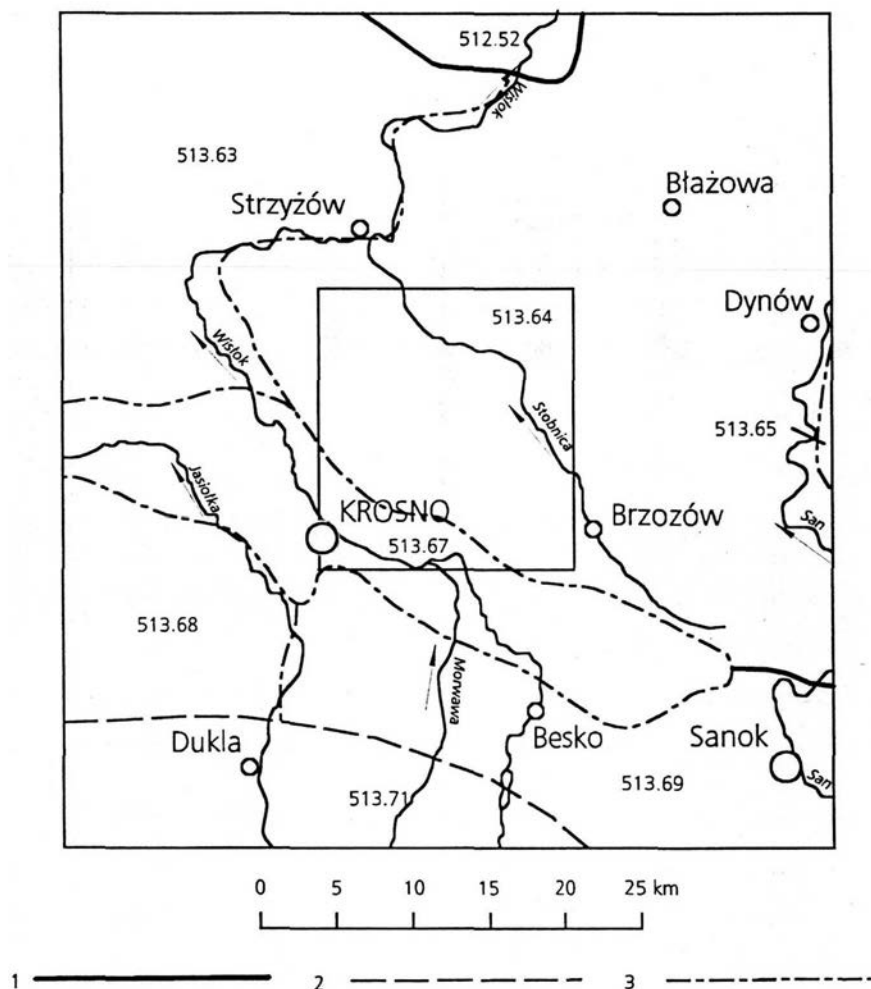 512.52
Wisłok
513.63
Błażowa
Strzyżów
Dynów
513.64
Wisłok
Stobnica
513.65
Jasiołka
KROSNO
Brzozów
San
513.67
513.68
Morwawa
Dukla
Besko
Sanok
513.69
San
513.71
0 5 10 15 20 25 km
1 2 3